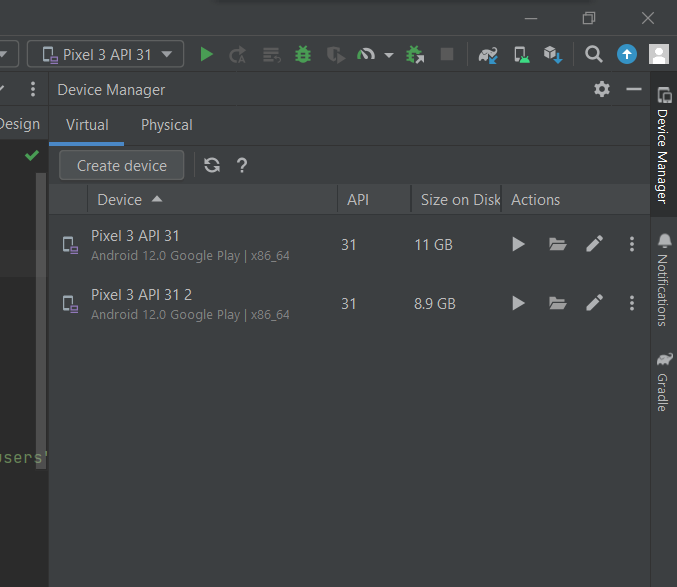 Pixel 3 API 31
Device Manager
Design
Virtual Physical
Create device ?
Device API Size on Disk Actions
Pixel 3 API 31 31 11 GB
Android 12.0 Google Play | x86_64
Pixel 3 API 31 2 31 8.9 GB
Android 12.0 Google Play | x86_64
users'
Device Manager
Notifications
Gradle